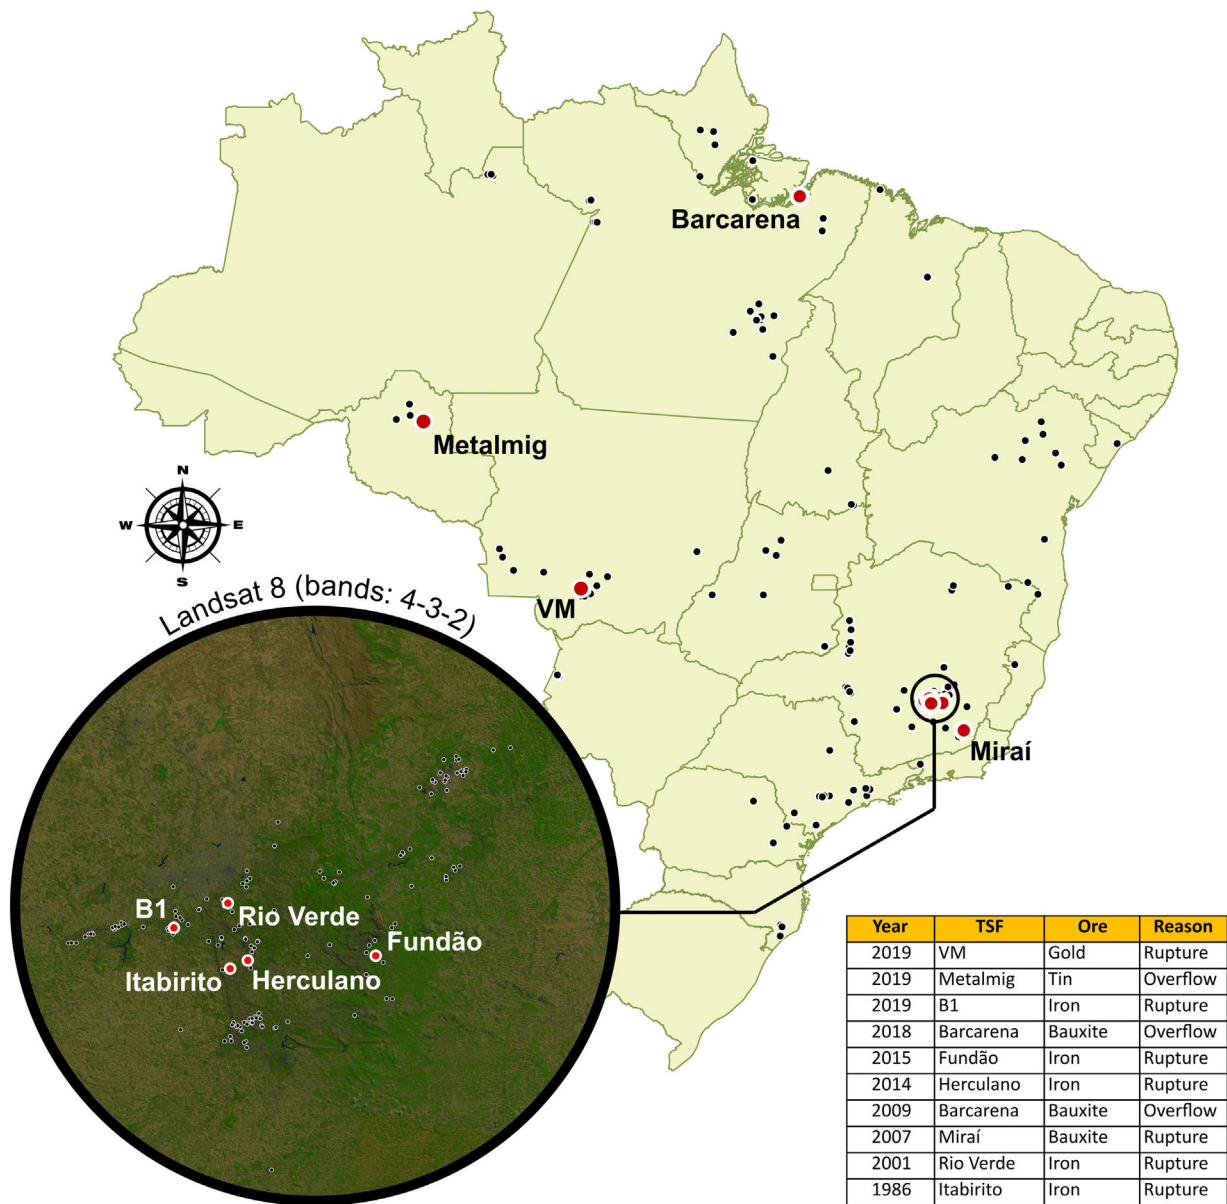 Barcarena
Metalmig
N
W E
S
VM
Miraí
Landsat 8 (bands: 4-3-2)
B1
Rio Verde
Fundão
Itabirito
Herculano
Year TSF Ore Reason
2019 VM Gold Rupture
2019 Metalmig Tin Overflow
2019 B1 Iron Rupture
2018 Barcarena Bauxite Overflow
2015 Fundão Iron Rupture
2014 Herculano Iron Rupture
2009 Barcarena Bauxite Overflow
2007 Miraí Bauxite Rupture
2001 Rio Verde Iron Rupture
1986 Itabirito Iron Rupture